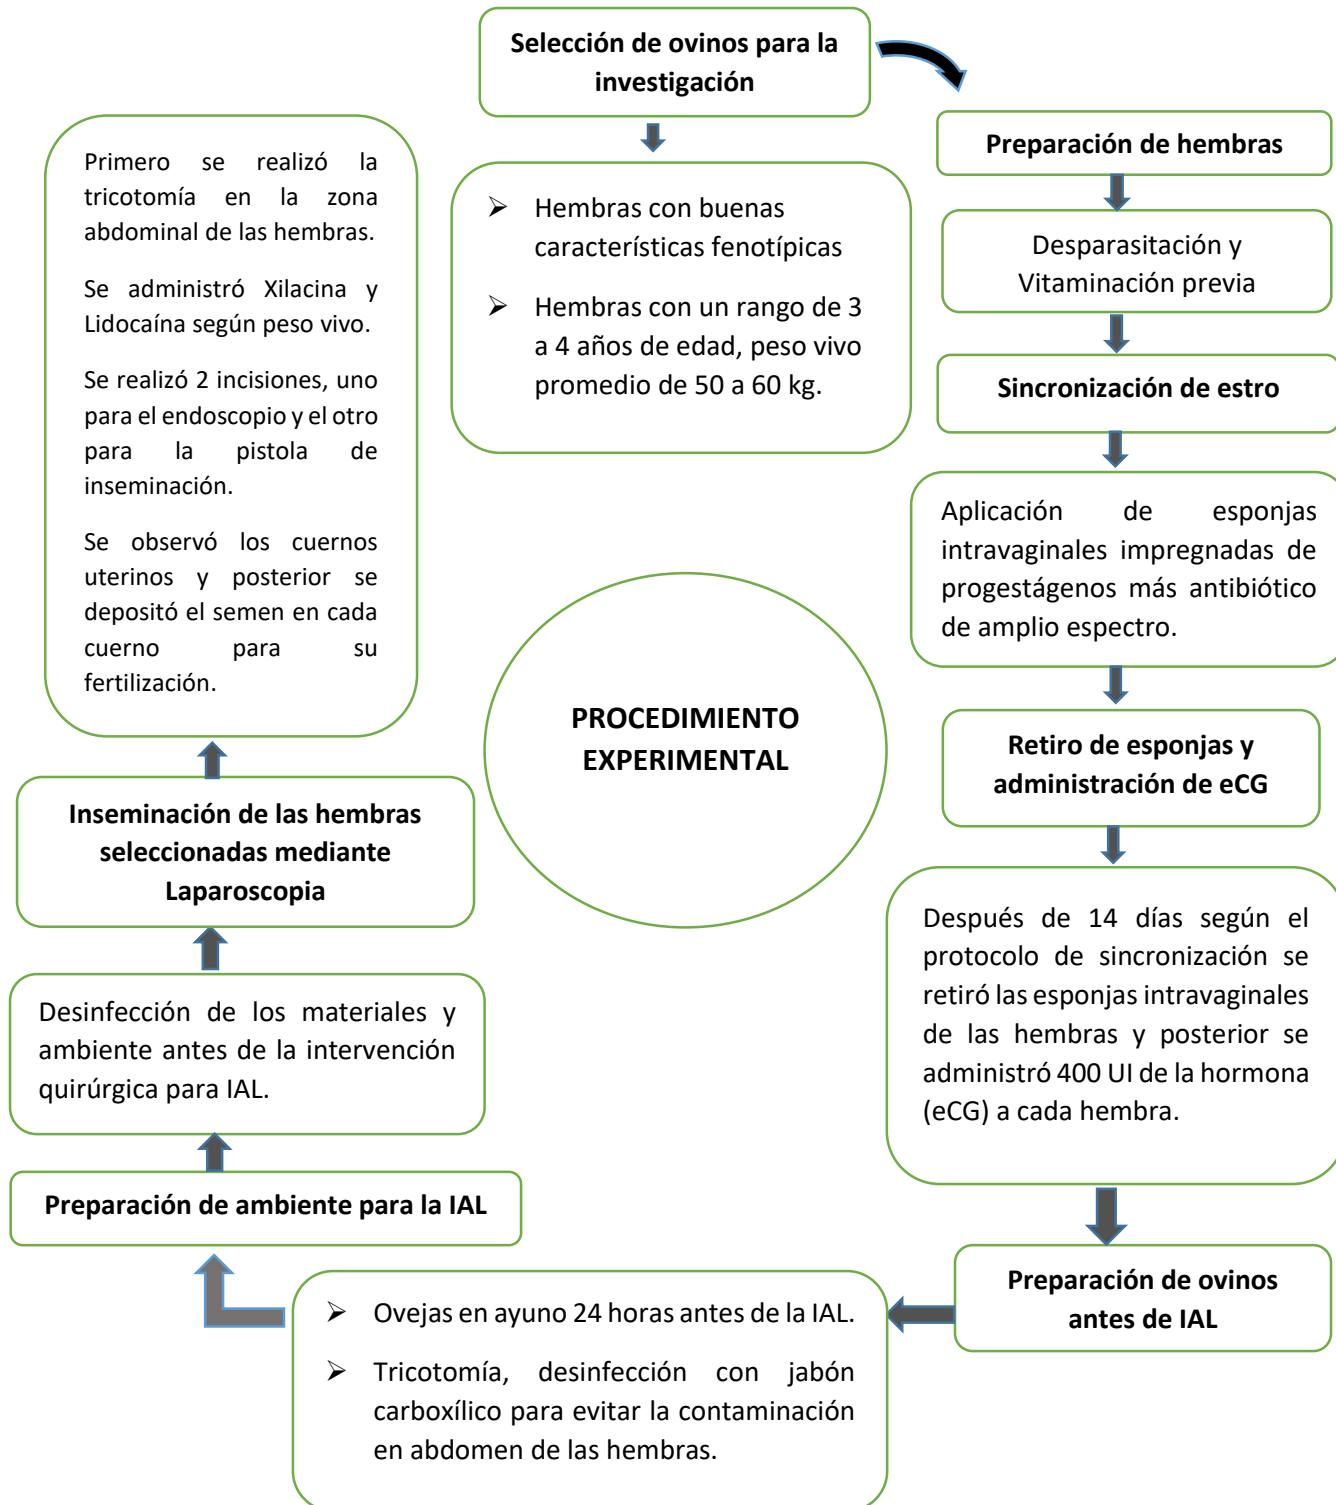 Selección de ovinos para la
investigación
Hembras con buenas
características fenotípicas
Hembras con un rango de 3
a 4 años de edad, peso vivo
promedio de 50 a 60 kg.
Preparación de hembras
Desparasitación y
Vitaminación previa
Sincronización de estro
Aplicación de esponjas
intravaginales impregnadas de
progestágenos más antibiótico
de amplio espectro.
Retiro de esponjas y
administración de eCG
Después de 14 días según el
protocolo de sincronización se
retiró las esponjas intravaginales
de las hembras y posterior se
administró 400 UI de la hormona
(eCG) a cada hembra.
Preparación de ovinos
antes de IAL
Ovejas en ayuno 24 horas antes de la IAL.
Tricotomía, desinfección con jabón
carboxílico para evitar la contaminación
en abdomen de las hembras.
Preparación de ambiente para la IAL
Desinfección de los materiales y
ambiente antes de la intervención
quirúrgica para IAL.
Inseminación de las hembras
seleccionadas mediante
Laparoscopia
Primero se realizó la
tricotomía en la zona
abdominal de las hembras.
Se administró Xilacina y
Lidocaína según peso vivo.
Se realizó 2 incisiones, uno
para el endoscopio y el otro
para la pistola de
inseminación.
Se observó los cuernos
uterinos y posterior se
depositó el semen en cada
cuerno para su
fertilización.
PROCEDIMIENTO
EXPERIMENTAL